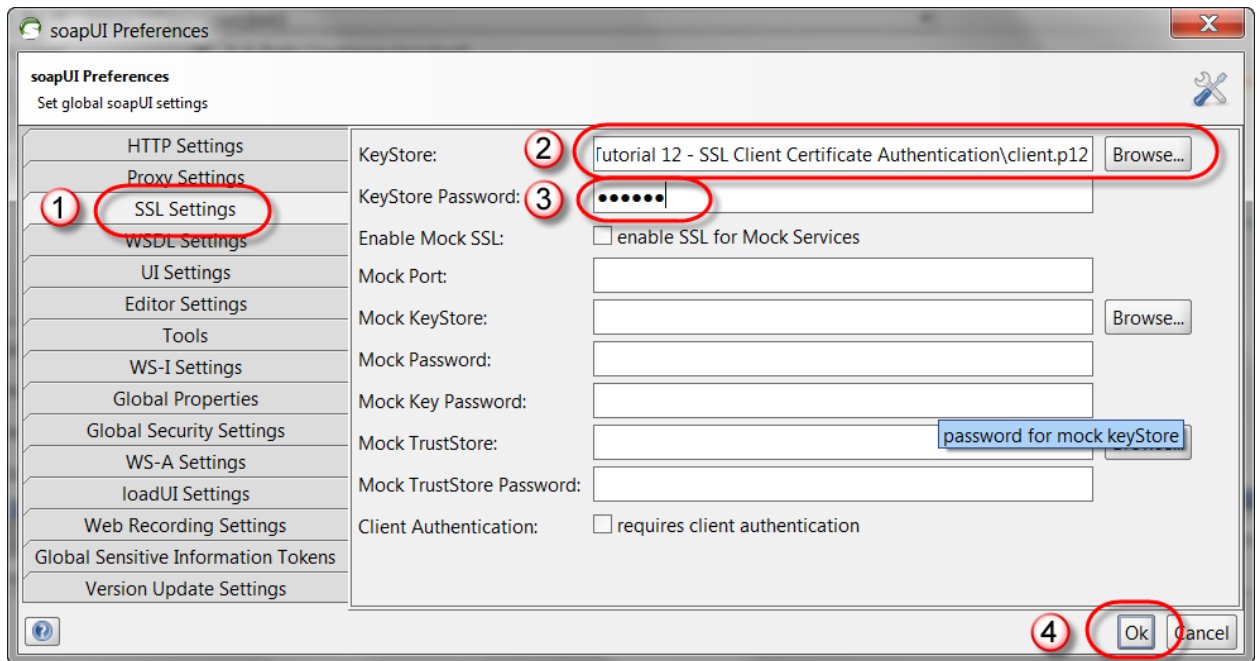 soapUI Preferences
X
soapUI Preferences
Set global soapUI settings
HTTP Settings
Proxy Settings
1
SSL Settings
WSDL Settings
UI Settings
Editor Settings
Tools
WS-I Settings
Global Properties
Global Security Settings
WS-A Settings
loadUI Settings
Web Recording Settings
Global Sensitive Information Tokens
Version Update Settings
KeyStore: 2 Tutorial 12 - SSL Client Certificate Authentication\client.p12 Browse...
KeyStore Password: 3 ●●●●●●
Enable Mock SSL: enable SSL for Mock Services
Mock Port:
Mock KeyStore: Browse...
Mock Password:
Mock Key Password:
password for mock keyStore
Mock TrustStore:
Mock TrustStore Password:
Client Authentication: requires client authentication
? 4 Ok Cancel